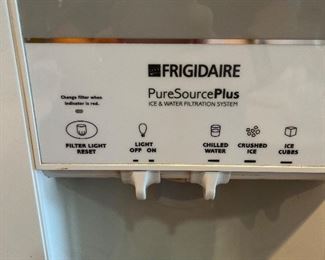 FRIGIDAIRE
PureSourcePlus
ICE & WATER FILTRATION SYSTEM
Change filter when
indicator is red.
FILTER LIGHT
RESET
LIGHT
OFF ON
CHILLED
WATER
CRUSHED
ICE
ICE
CUBES